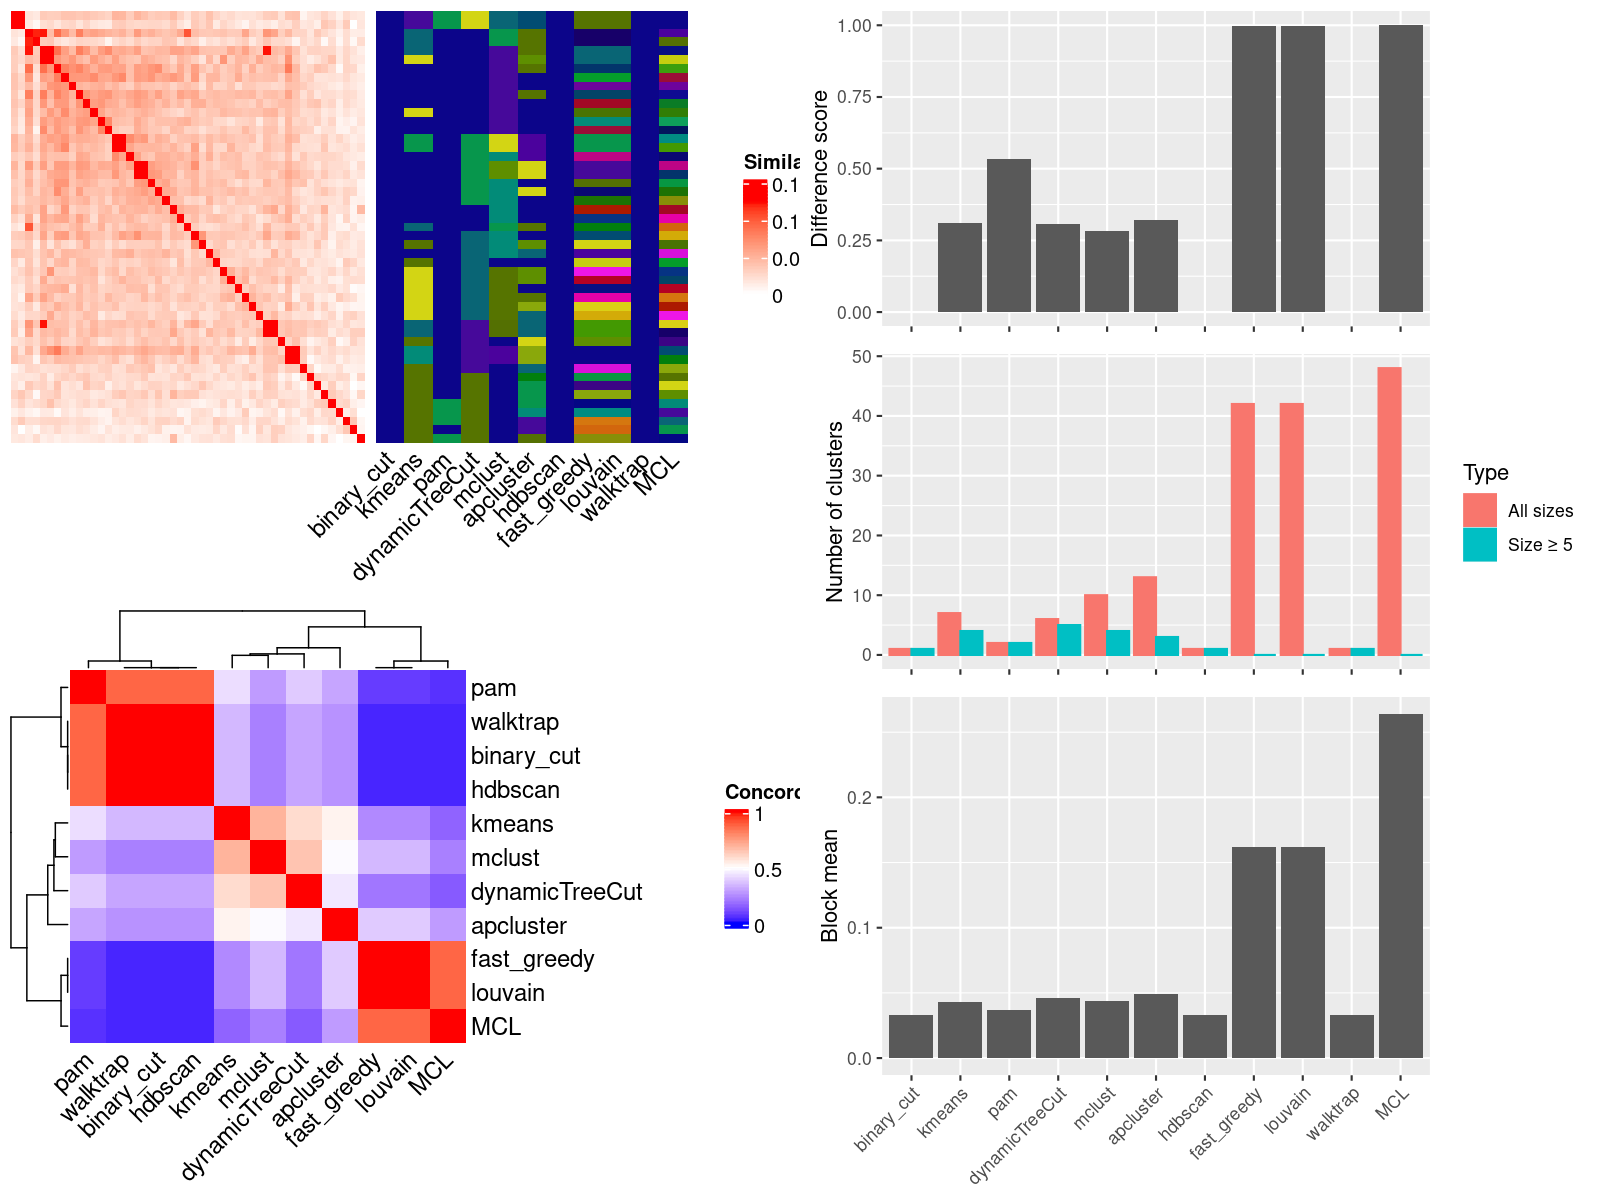 Simila
0.1
0.1
0.0
0
binary_cut
kmeans
pam
dynamicTreeCut
mclust
apcluster
hdbscan
fast_greedy
louvain
walktrap
MCL
pam
walktrap
binary_cut
hdbscan
kmeans
mclust
dynamicTreeCut
apcluster
fast_greedy
louvain
MCL
pam
walktrap
binary_cut
hdbscan
kmeans
mclust
dynamicTreeCut
apcluster
fast_greedy
louvain
MCL
Concord
1
0.5
0
Difference score
1.00
0.75
0.50
0.25
0.00
Number of clusters
50
40
30
20
10
0
Type
All sizes
Size ≥ 5
Block mean
0.2
0.1
0.0
binary_cut
kmeans
pam
dynamicTreeCut
mclust
apcluster
hdbscan
fast_greedy
louvain
walktrap
MCL